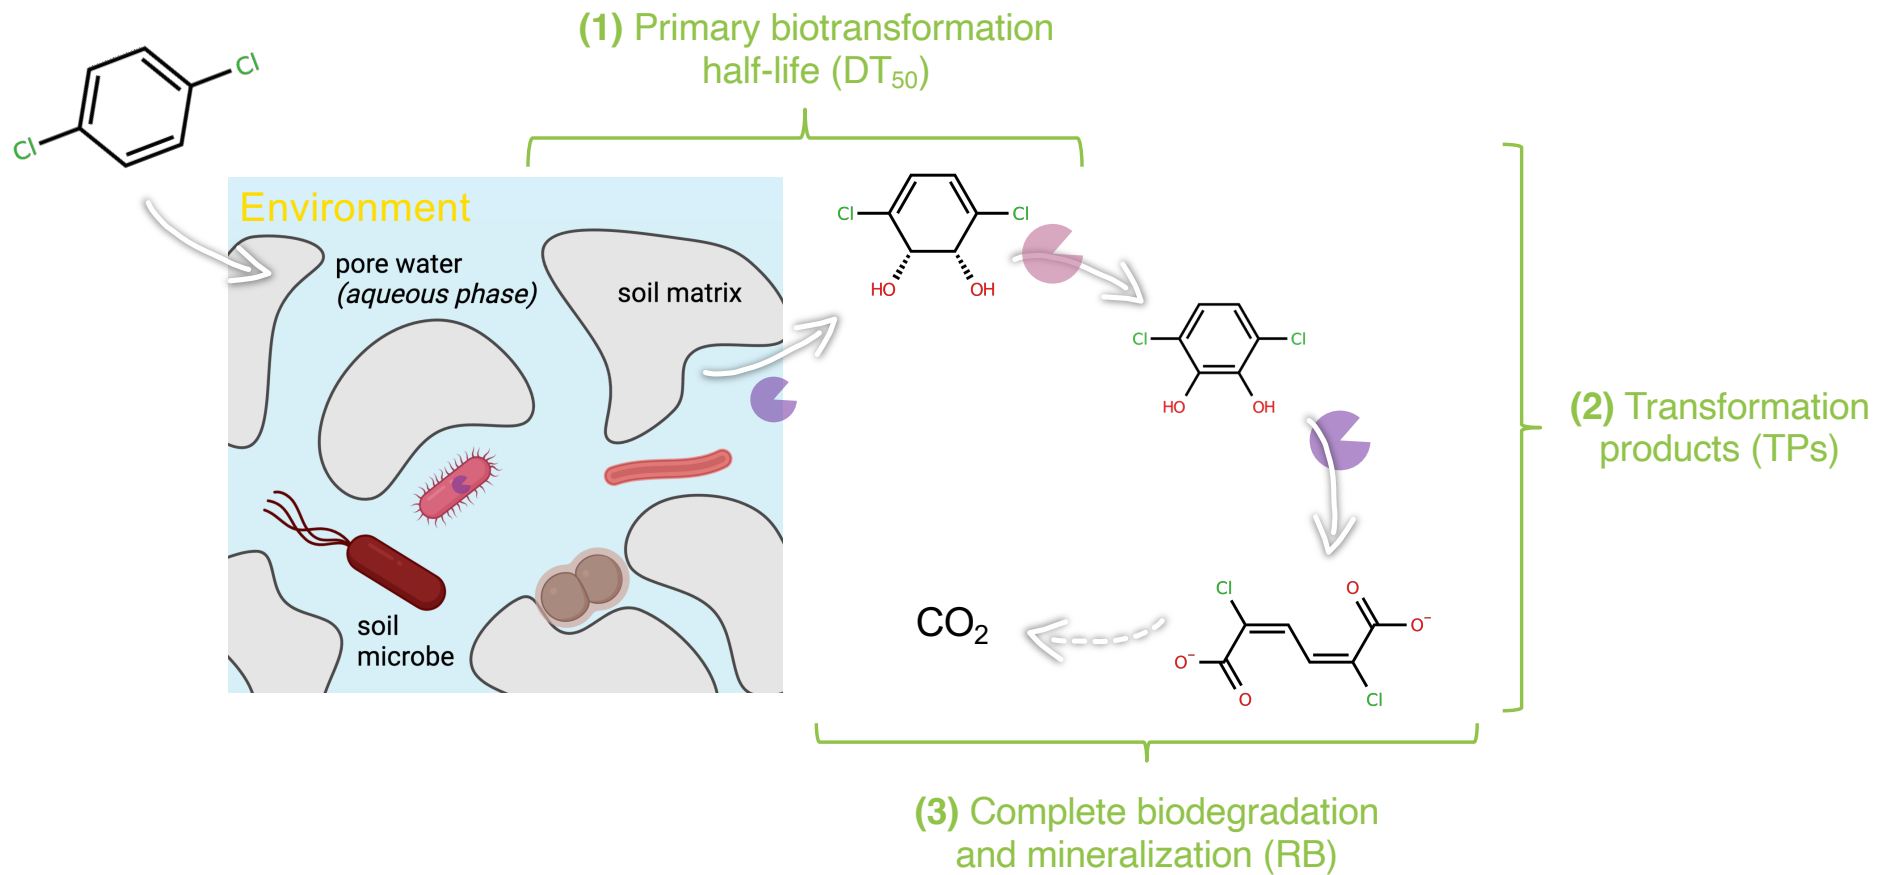 (1) Primary biotransformation
half-life (DT₅₀)
Cl
Cl
Environment
pore water
(aqueous phase)
soil matrix
soil
microbe
Cl
Cl
HO
OH
Cl
Cl
HO
OH
(2) Transformation
products (TPs)
Cl
O
O⁻
O⁻
O
Cl
CO₂
(3) Complete biodegradation
and mineralization (RB)